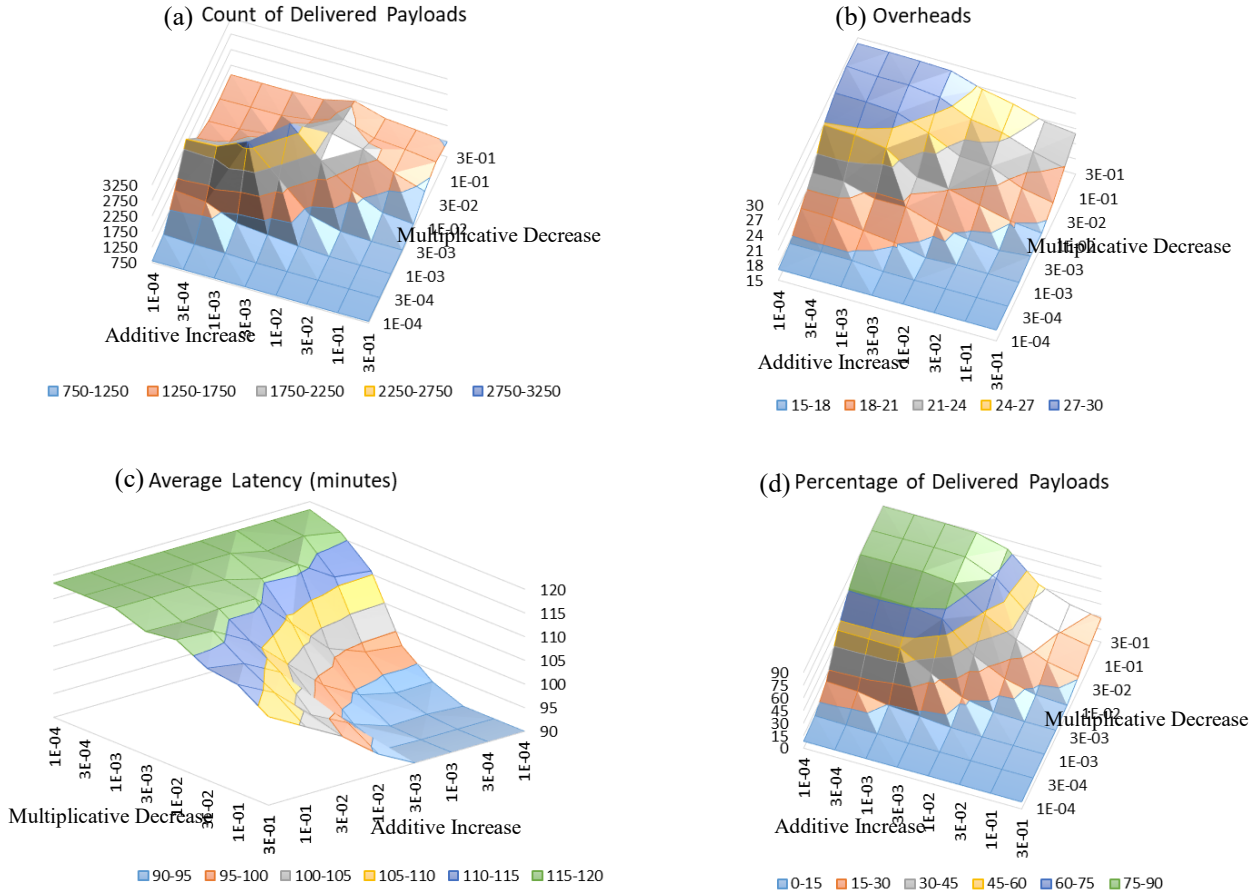 (a) Count of Delivered Payloads
3250
2750
2250
1750
1250
750
1E-04
3E-04
1E-03
3E-03
1E-02
3E-02
1E-01
3E-01
Additive Increase
3E-01
1E-01
3E-02
1E-02
3E-03
1E-03
3E-04
1E-04
Multiplicative Decrease
750-1250 1250-1750 1750-2250 2250-2750 2750-3250
(b) Overheads
30
27
24
21
18
15
1E-04
3E-04
1E-03
3E-03
1E-02
3E-02
1E-01
3E-01
Additive Increase
3E-01
1E-01
3E-02
1E-02
3E-03
1E-03
3E-04
1E-04
Multiplicative Decrease
15-18 18-21 21-24 24-27 27-30
(c) Average Latency (minutes)
120
115
110
105
100
95
90
1E-04
3E-04
1E-03
3E-03
1E-02
3E-02
1E-01
3E-01
Multiplicative Decrease
1E-01
3E-02
1E-02
3E-03
1E-03
3E-04
1E-04
Additive Increase
90-95 95-100 100-105 105-110 110-115 115-120
(d) Percentage of Delivered Payloads
90
75
60
45
30
15
0
1E-04
3E-04
1E-03
3E-03
1E-02
3E-02
1E-01
3E-01
Additive Increase
3E-01
1E-01
3E-02
1E-02
3E-03
1E-03
3E-04
1E-04
Multiplicative Decrease
0-15 15-30 30-45 45-60 60-75 75-90